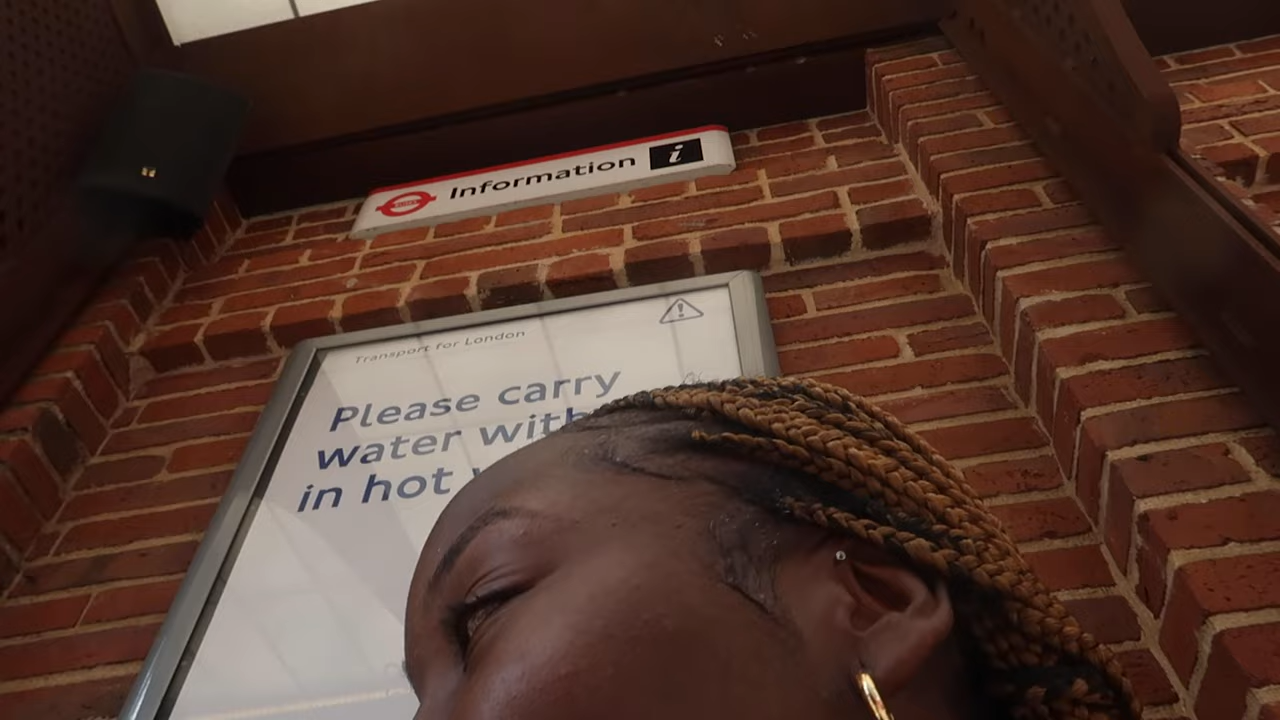 Information i
Transport for London
Please carry
water with
in hot